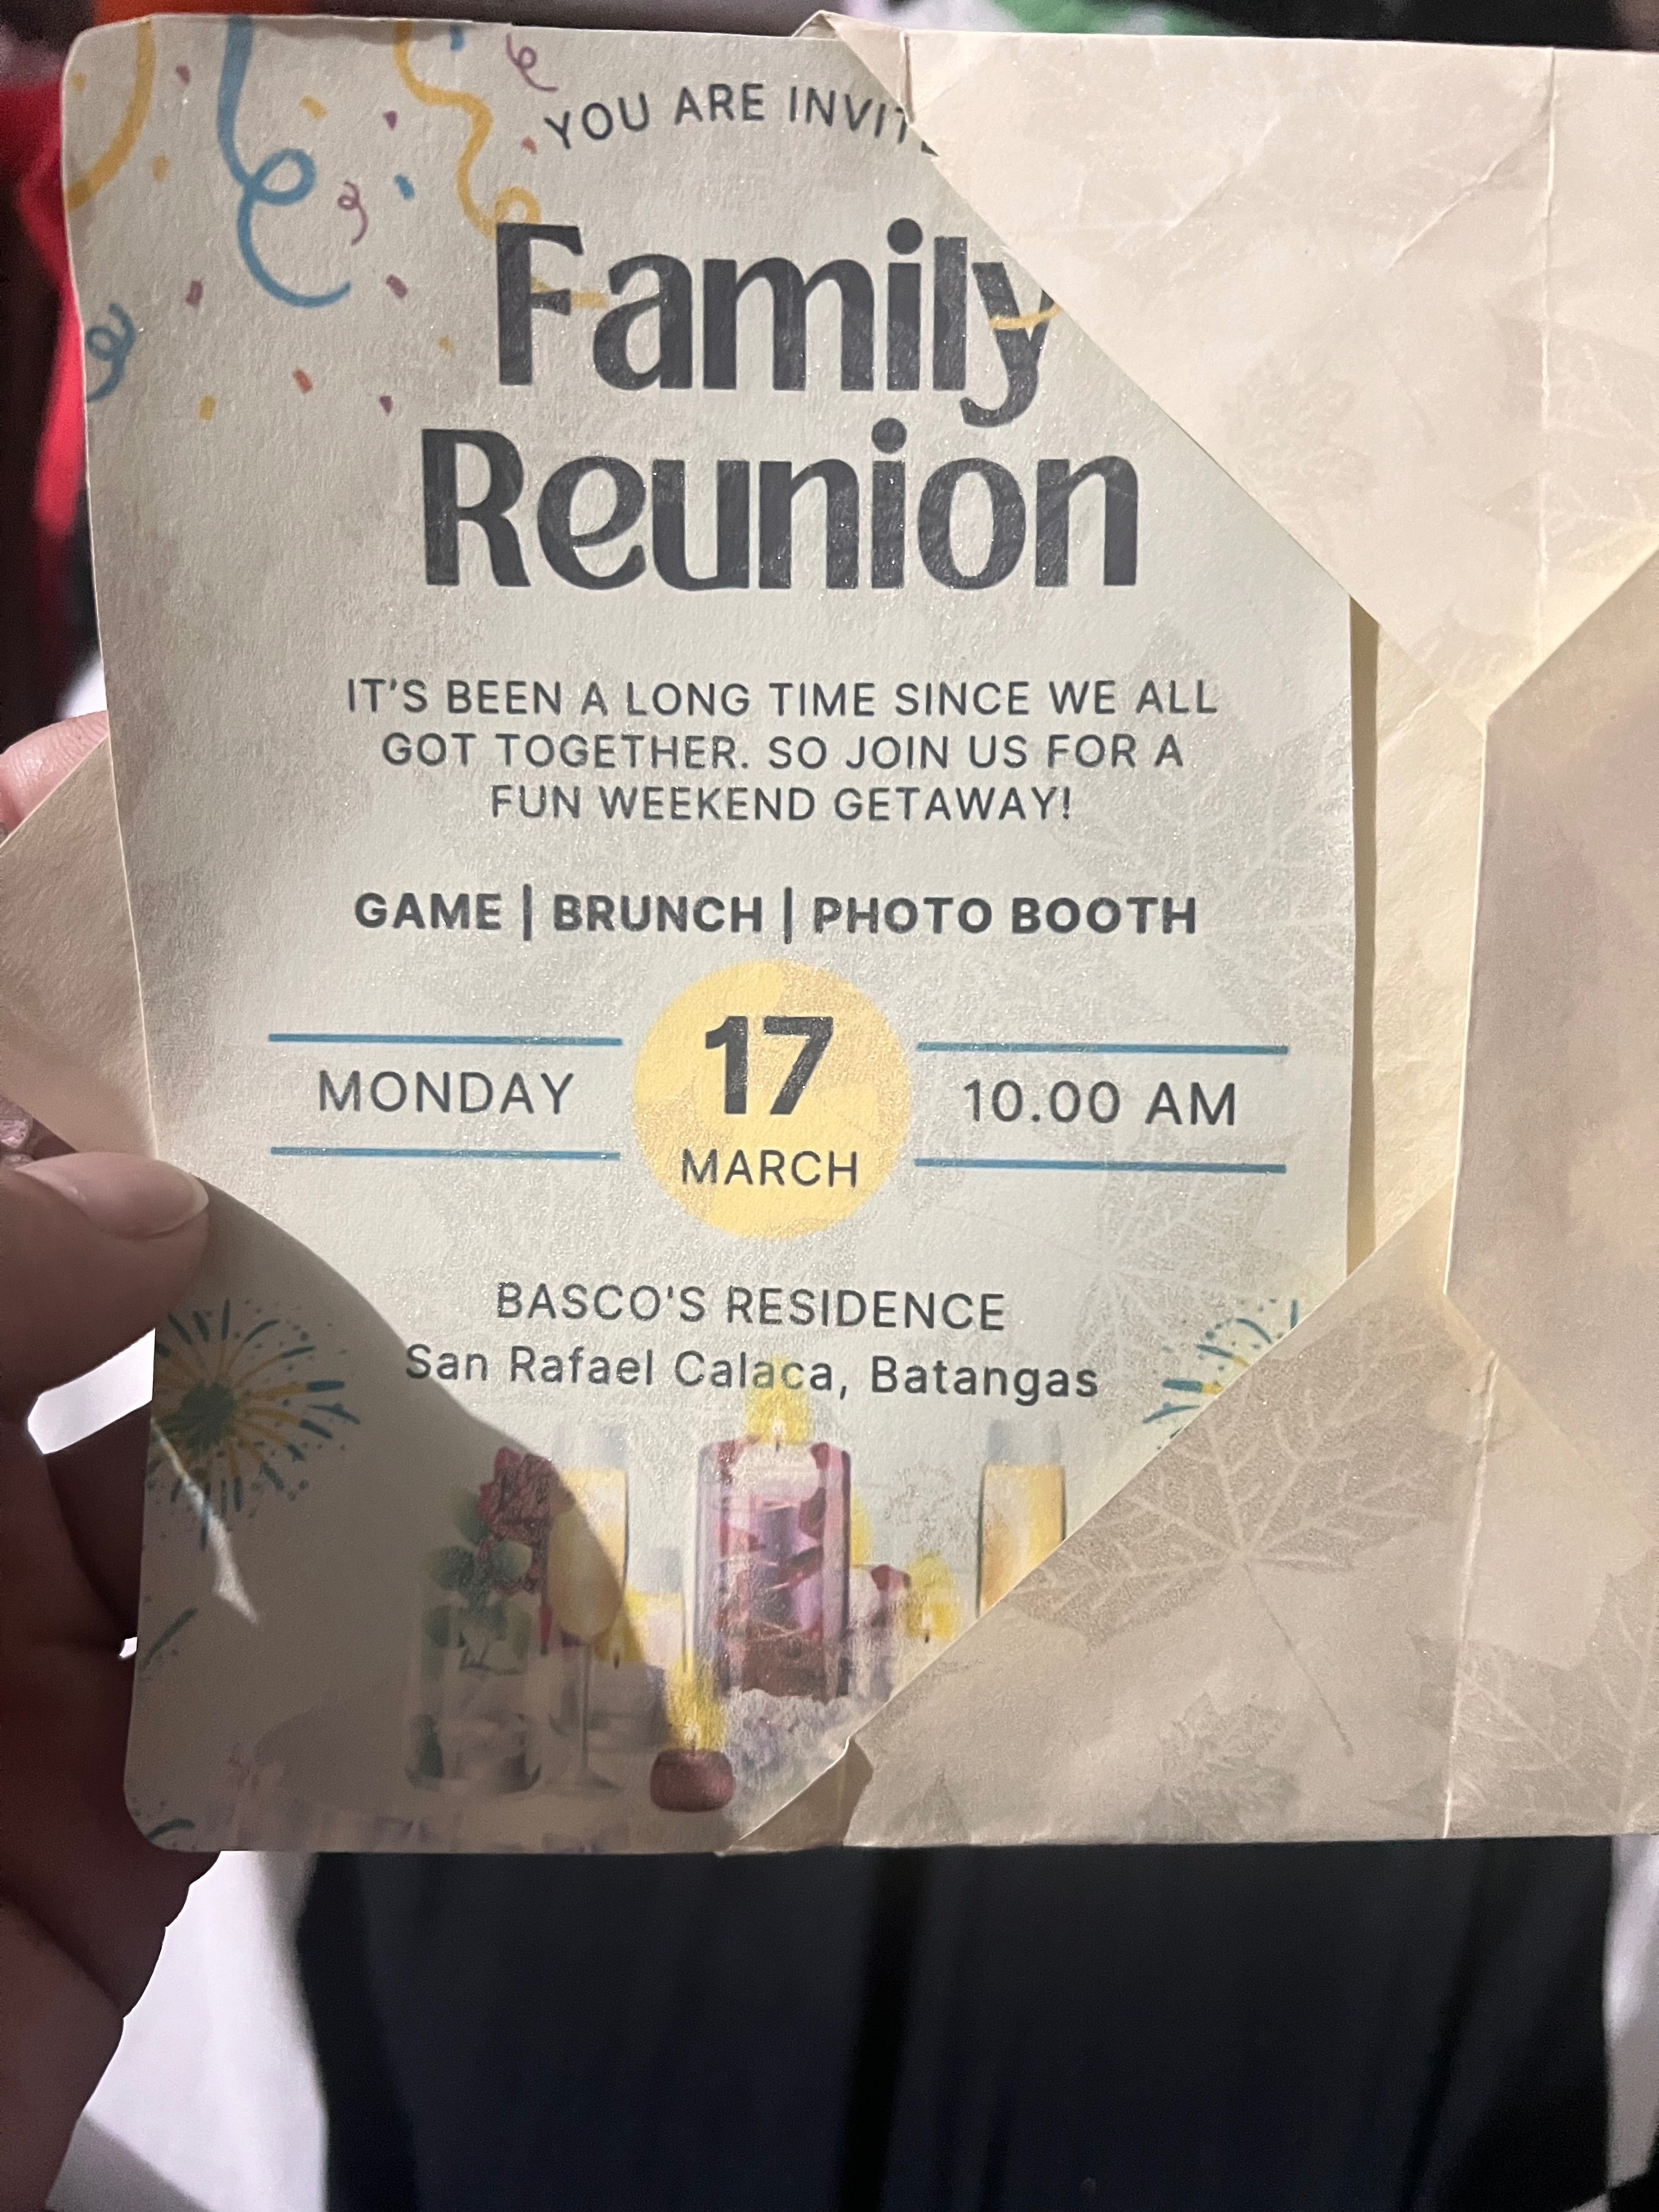 YOU ARE
Family
Reunion
IT'S BEEN A LONG TIME SINCE WE ALL
GOT TOGETHER. SO JOIN US FOR A
FUN WEEKEND GETAWAY!
GAME | BRUNCH | PHOTO BOOTH
MONDAY
17
MARCH
10.00 AM
BASCO'S RESIDENCE
San Rafael Calaca, Batangas